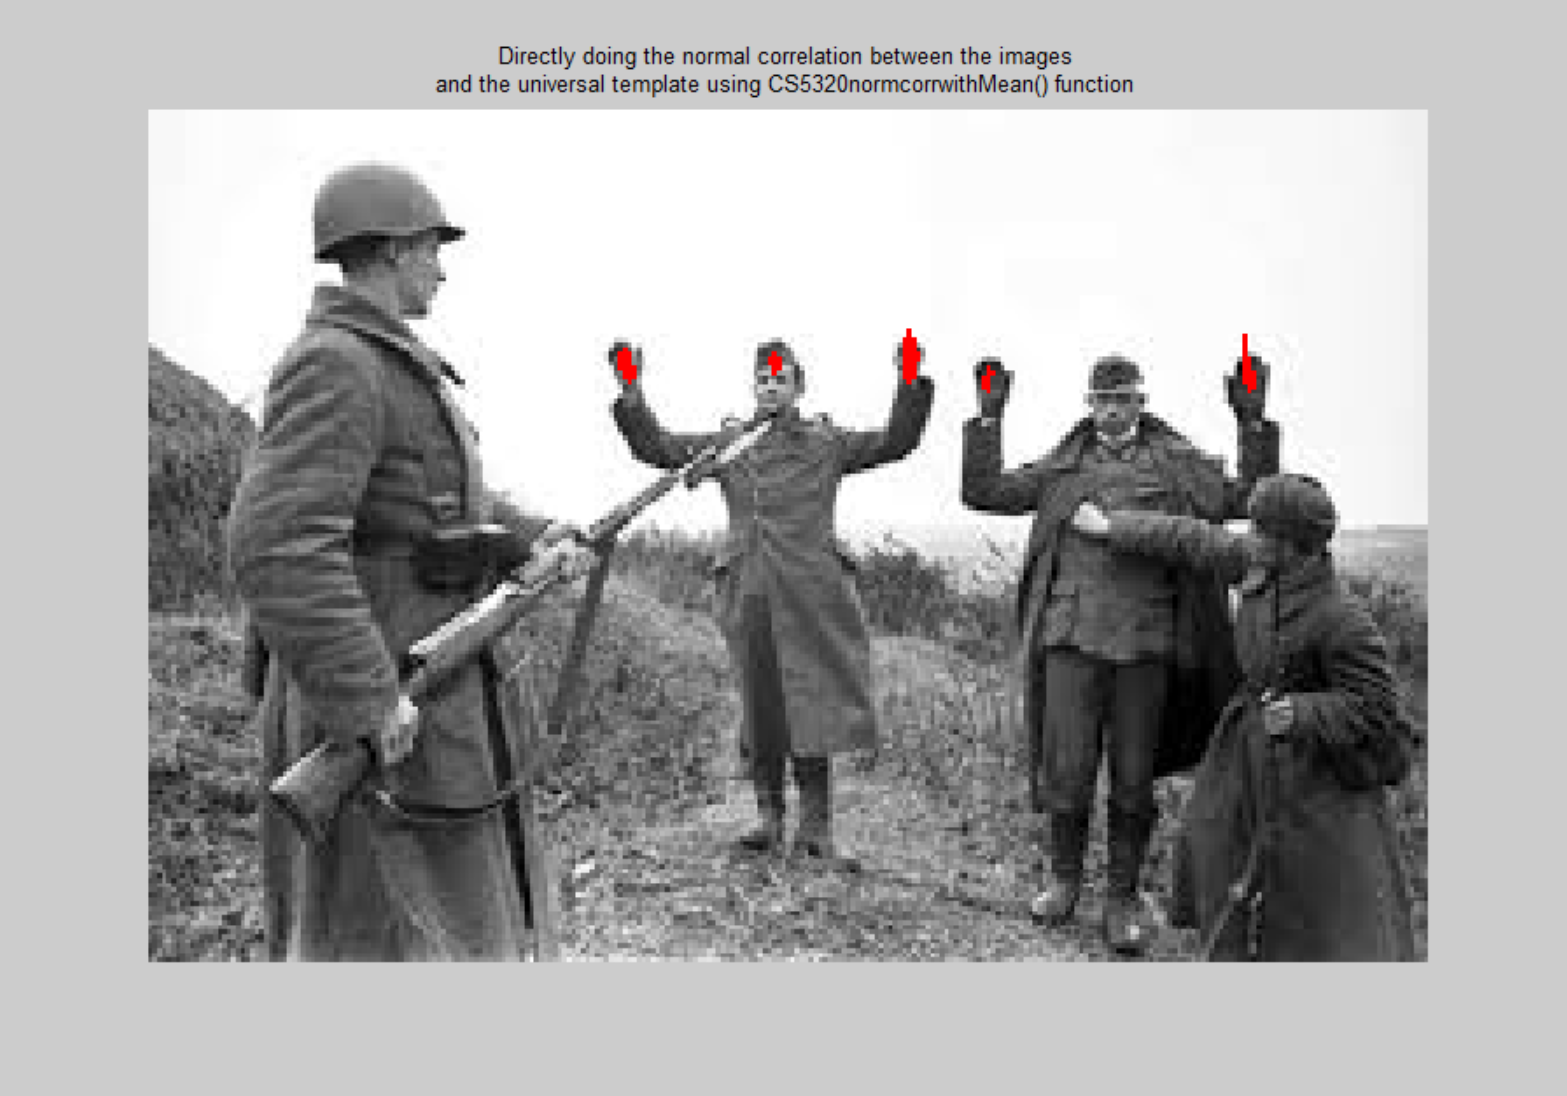 Directly doing the normal correlation between the images
and the universal template using CS5320normcorrwithMean() function